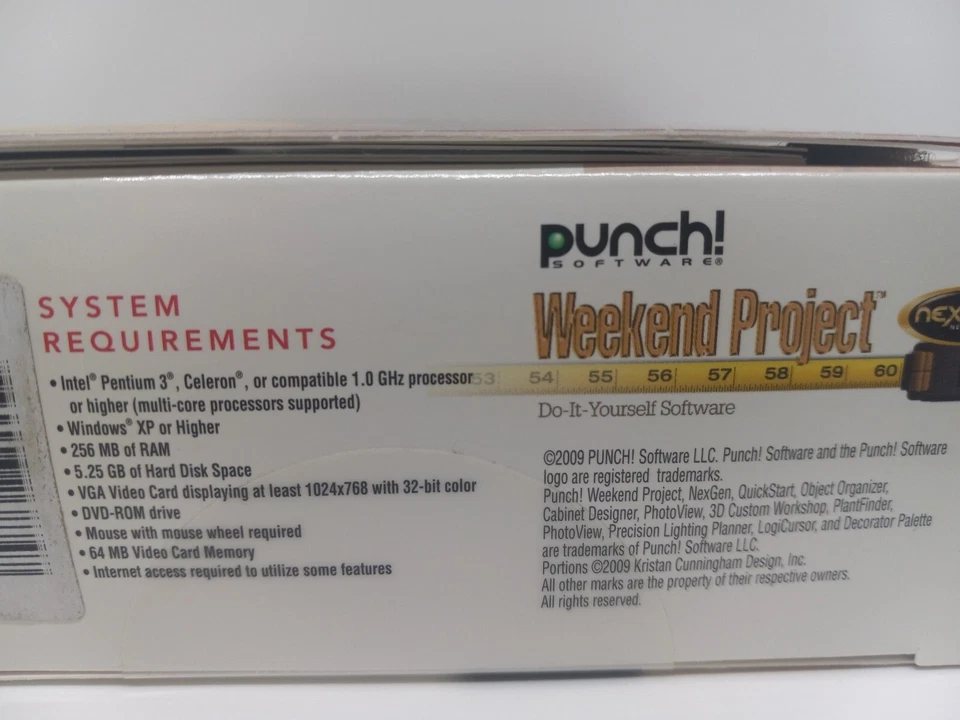 SYSTEM
REQUIREMENTS
• Intel® Pentium 3®, Celeron®, or compatible 1.0 GHz processor
or higher (multi-core processors supported)
• Windows® XP or Higher
• 256 MB of RAM
• 5.25 GB of Hard Disk Space
• VGA Video Card displaying at least 1024x768 with 32-bit color
• DVD-ROM drive
• Mouse with mouse wheel required
• 64 MB Video Card Memory
• Internet access required to utilize some features
punch!
SOFTWARE®
Weekend Project™
53 54 55 56 57 58 59 60
Do-It-Yourself Software
©2009 PUNCH! Software LLC. Punch! Software and the Punch! Software
logo are registered trademarks.
Punch! Weekend Project, NexGen, QuickStart, Object Organizer,
Cabinet Designer, PhotoView, 3D Custom Workshop, PlantFinder,
PhotoView, Precision Lighting Planner, LogiCursor, and Decorator Palette
are trademarks of Punch! Software LLC.
Portions ©2009 Kristan Cunningham Design, Inc.
All other marks are the property of their respective owners.
All rights reserved.